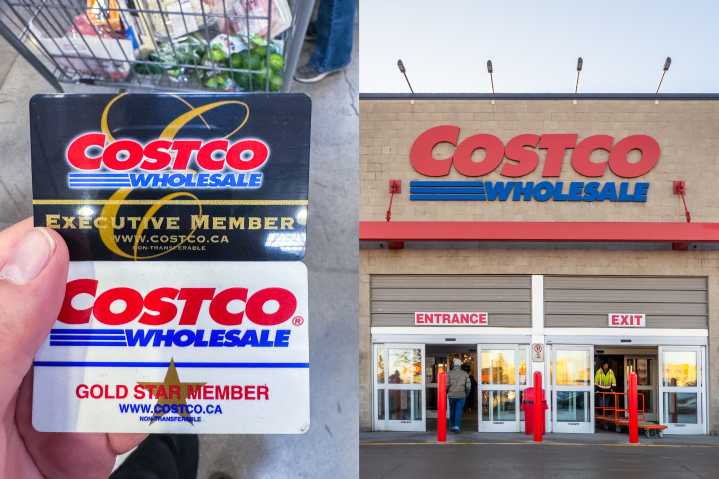 COSTCO
WHOLESALE
EXECUTIVE MEMBER
WWW.COSTCO.CA
NON-TRANSFERABLE
COSTCO®
WHOLESALE
GOLD STAR MEMBER
WWW.COSTCO.CA
NON-TRANSFERABLE
COSTCO
WHOLESALE
ENTRANCE
EXIT